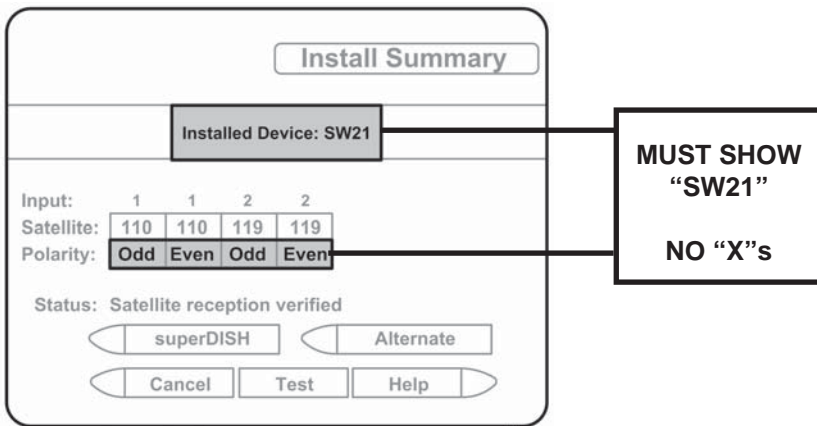 Install Summary
Installed Device: SW21
MUST SHOW
“SW21”
NO “X”s
Input: 1 1 2 2
Satellite: 110 110 119 119
Polarity: Odd Even Odd Even
Status: Satellite reception verified
superDISH Alternate
Cancel Test Help